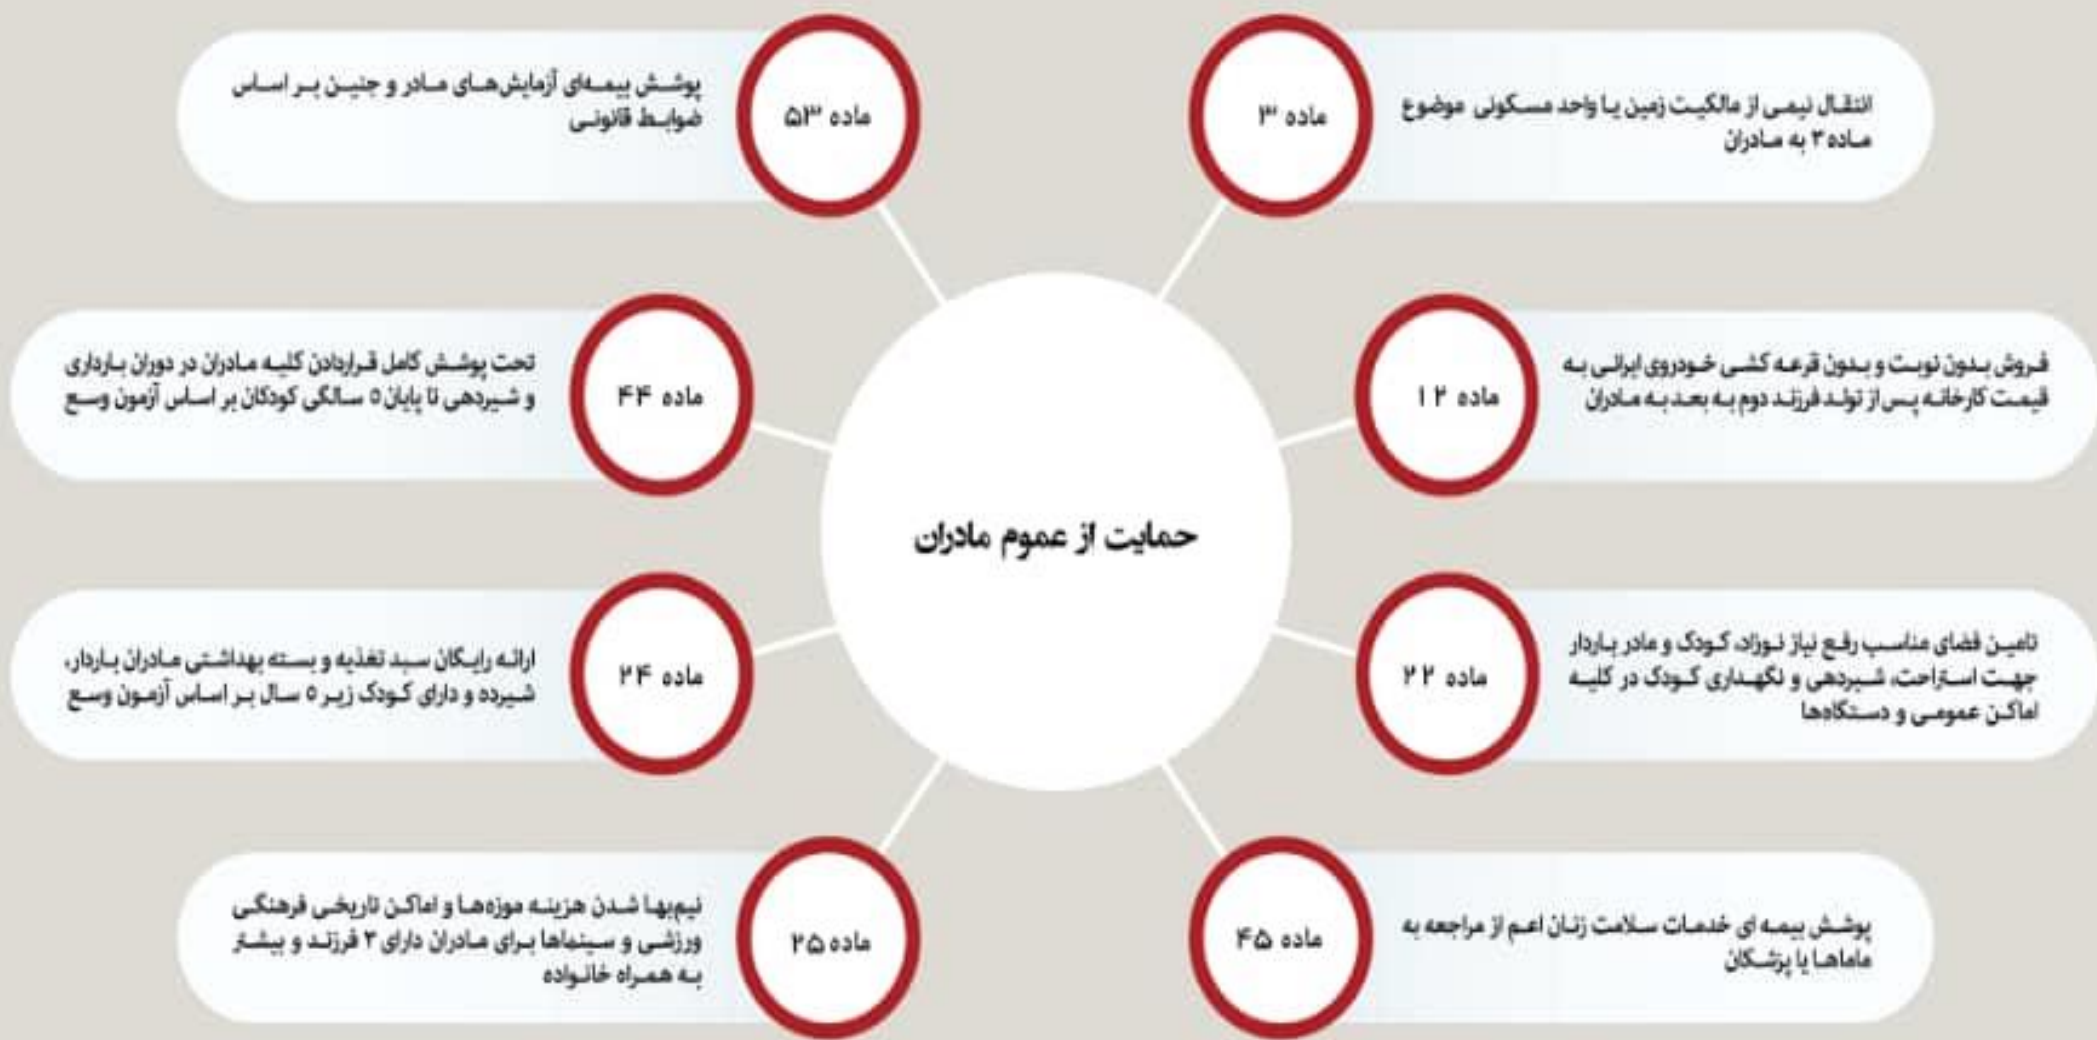 حمایت از عموم مادران
ماده ۳
انتقال نیمی از مالکیت زمین یا واحد مسکونی موضوع
ماده ۳ به مادران
ماده ۱۲
فروش بدون نوبت و بدون قرعه کشی خودروی ایرانی به
قیمت کارخانه پس از تولد فرزند دوم به بعد به مادران
ماده ۲۲
تامین فضای مناسب رفع نیاز نوزاد، کودک و مادر باردار
جهت استراحت، شیردهی و نگهداری کودک در کلیه
اماکن عمومی و دستگاه‌ها
ماده ۴۵
پوشش بیمه ای خدمات سلامت زنان اعم از مراجعه به
ماماها یا پزشکان
ماده ۵۳
پوشش بیمه‌ای آزمایش‌های مادر و جنین بر اساس
ضوابط قانونی
ماده ۴۴
تحت پوشش کامل قراردادن کلیه مادران در دوران بارداری
و شیردهی تا پایان ۵ سالگی کودکان بر اساس آزمون وسع
ماده ۲۴
ارائه رایگان سبد تغذیه و بسته بهداشتی مادران باردار،
شیرده و دارای کودک زیر ۵ سال بر اساس آزمون وسع
ماده ۲۵
نیم‌بها شدن هزینه موزه‌ها و اماکن تاریخی فرهنگی
ورزشی و سینماها برای مادران دارای ۳ فرزند و بیشتر
به همراه خانواده